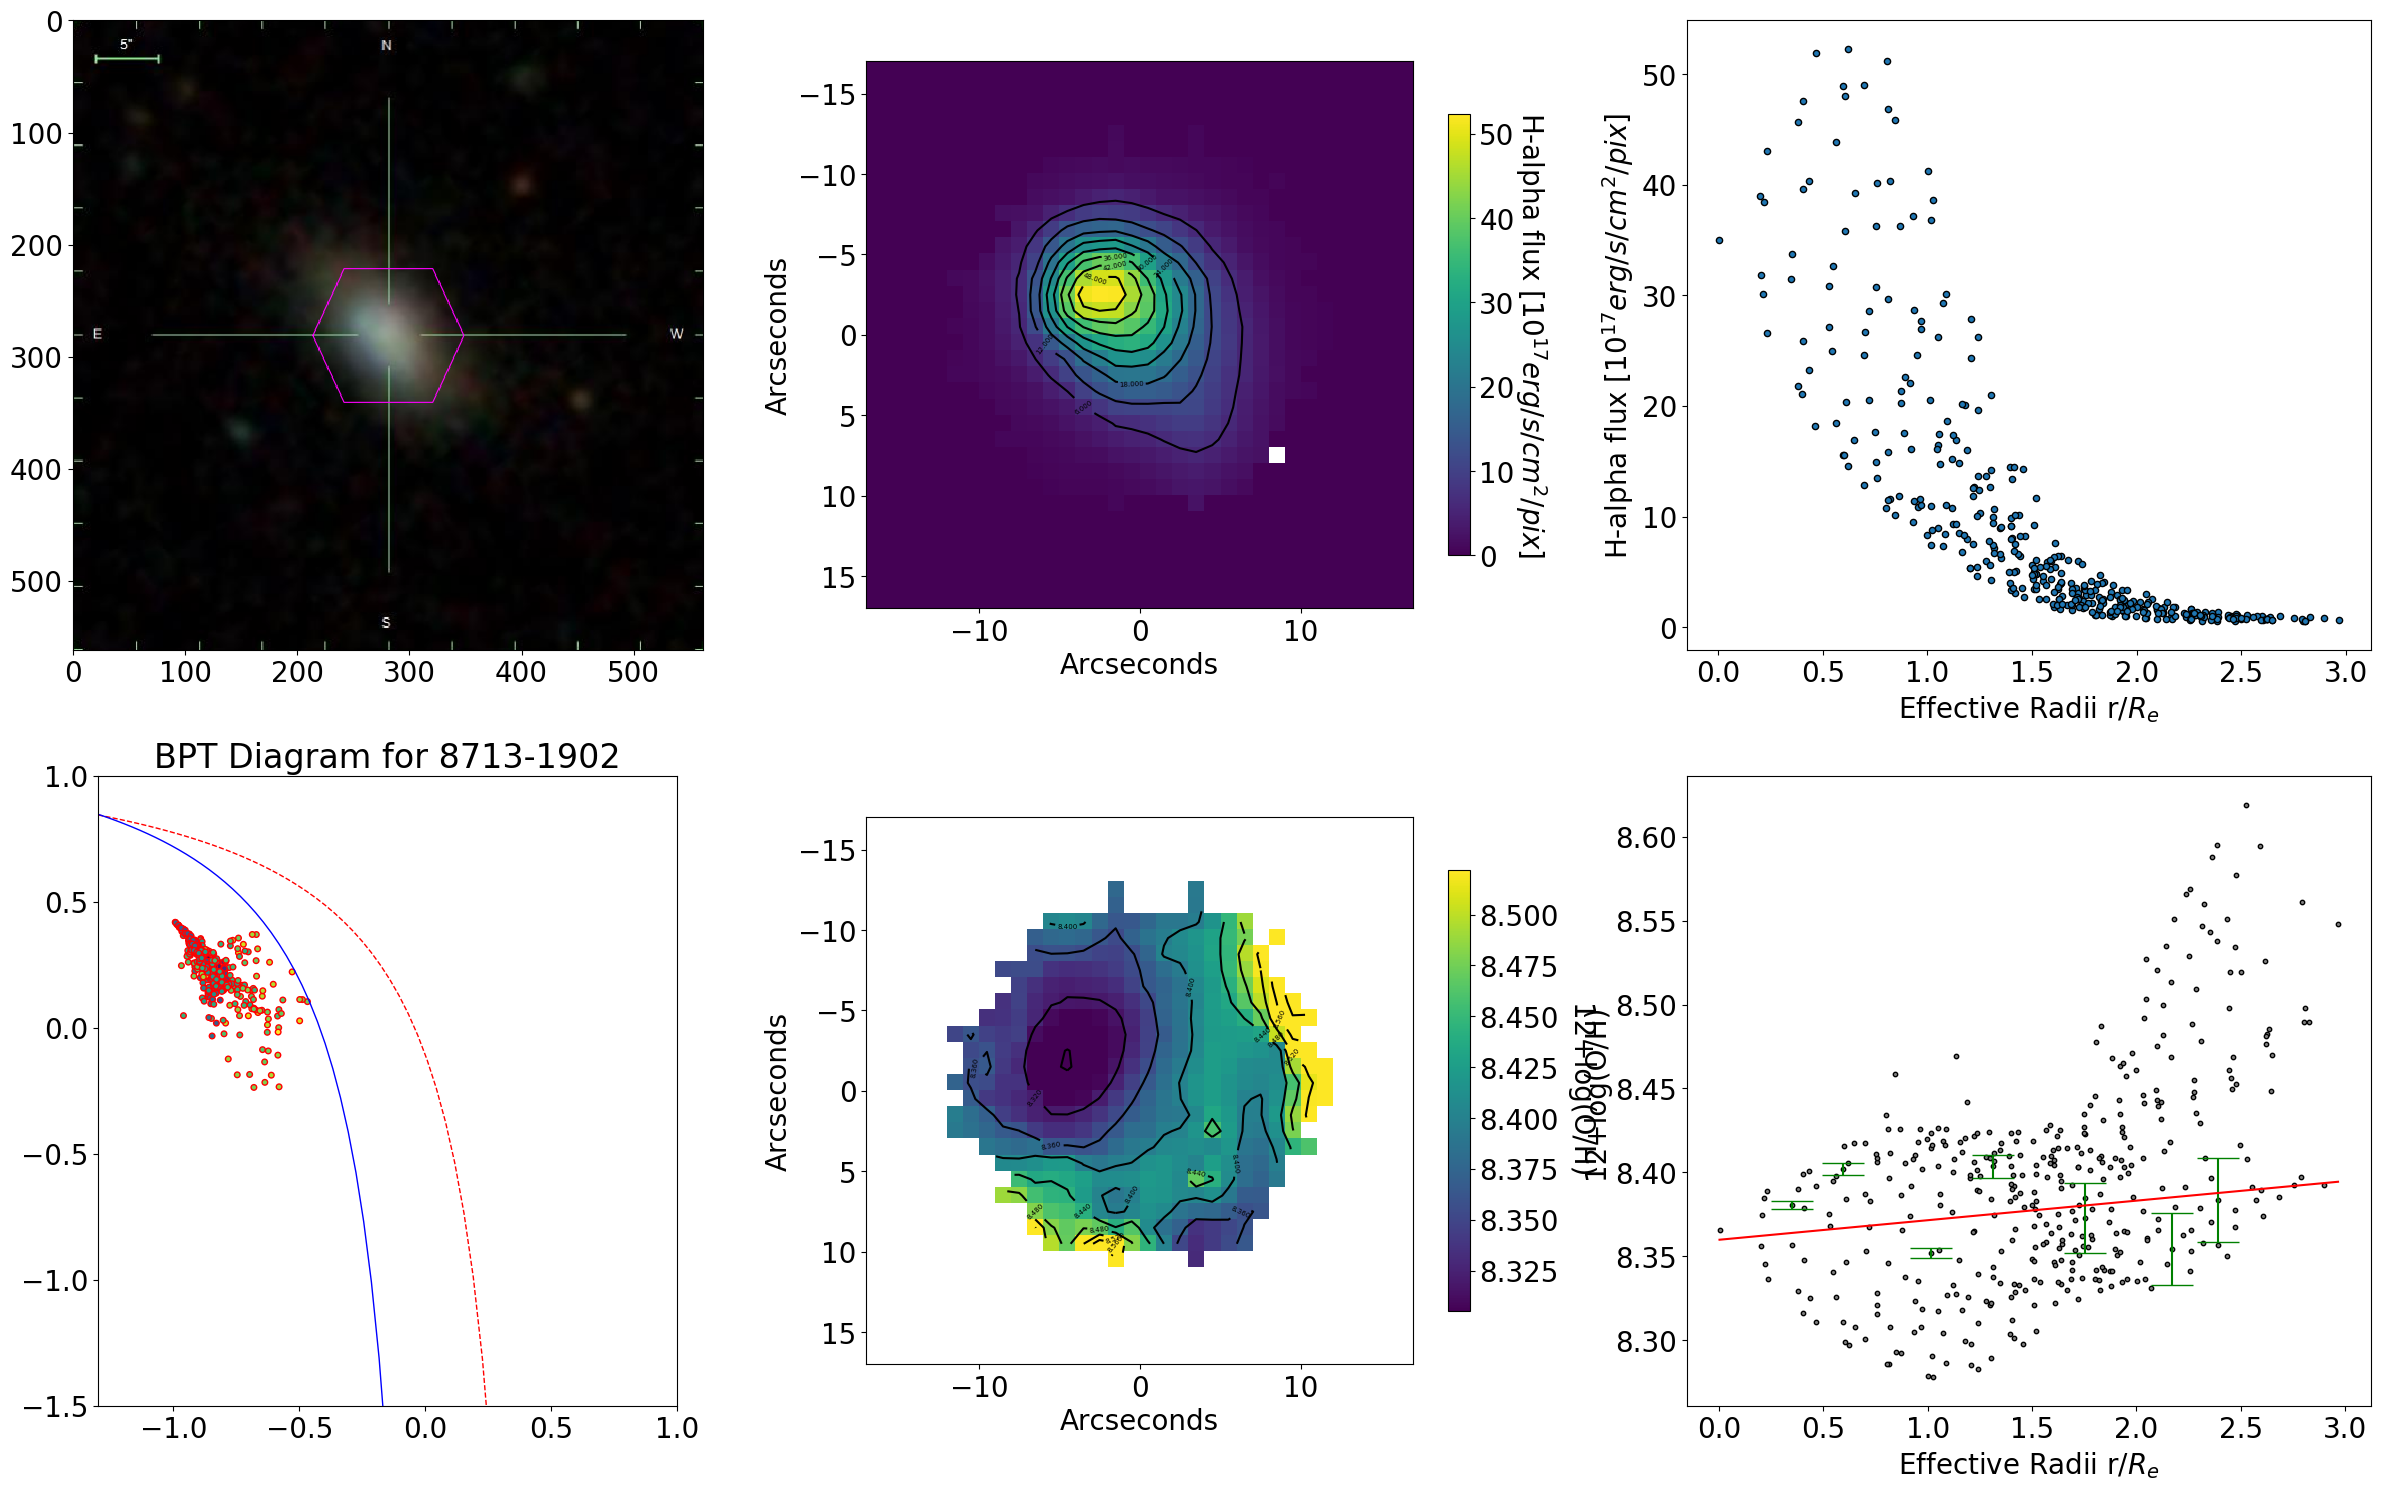 0
100
200
300
400
500
0 100 200 300 400 500
5"
N
E
W
S
−15
−10
−5
0
5
10
15
−10 0 10
Arcseconds
Arcseconds
50
40
30
20
10
0
H-alpha flux [10^17 erg/s/cm^2/pix]
H-alpha flux [10^17 erg/s/cm^2/pix]
50
40
30
20
10
0
0.0 0.5 1.0 1.5 2.0 2.5 3.0
Effective Radii r/R_e
BPT Diagram for 8713-1902
1.0
0.5
0.0
−0.5
−1.0
−1.5
−1.0 −0.5 0.0 0.5 1.0
−15
−10
−5
0
5
10
15
−10 0 10
Arcseconds
Arcseconds
8.500
8.475
8.450
8.425
8.400
8.375
8.350
8.325
12+log(O/H)
12+log(O/H)
8.60
8.55
8.50
8.45
8.40
8.35
8.30
0.0 0.5 1.0 1.5 2.0 2.5 3.0
Effective Radii r/R_e